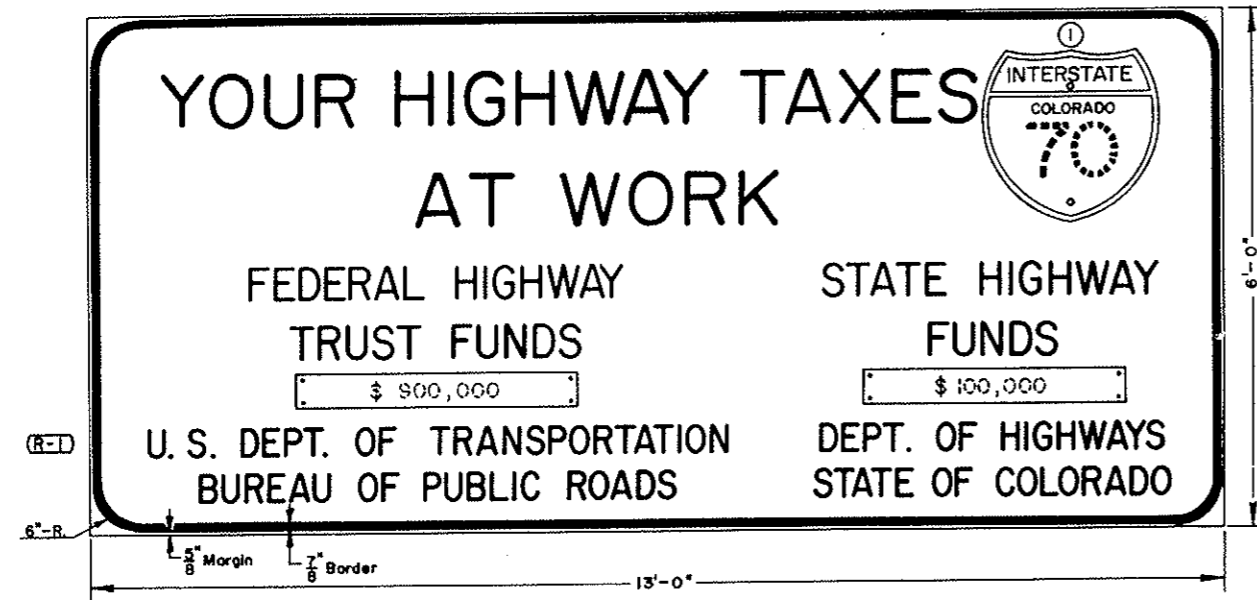 ①
INTERSTATE
COLORADO
70
YOUR HIGHWAY TAXES
AT WORK
FEDERAL HIGHWAY
TRUST FUNDS
$ 900,000
U. S. DEPT. OF TRANSPORTATION
BUREAU OF PUBLIC ROADS
STATE HIGHWAY
FUNDS
$ 100,000
DEPT. OF HIGHWAYS
STATE OF COLORADO
(R-1)
6"-R.
5/8" Margin
7/8" Border
13'-0"
6'-0"